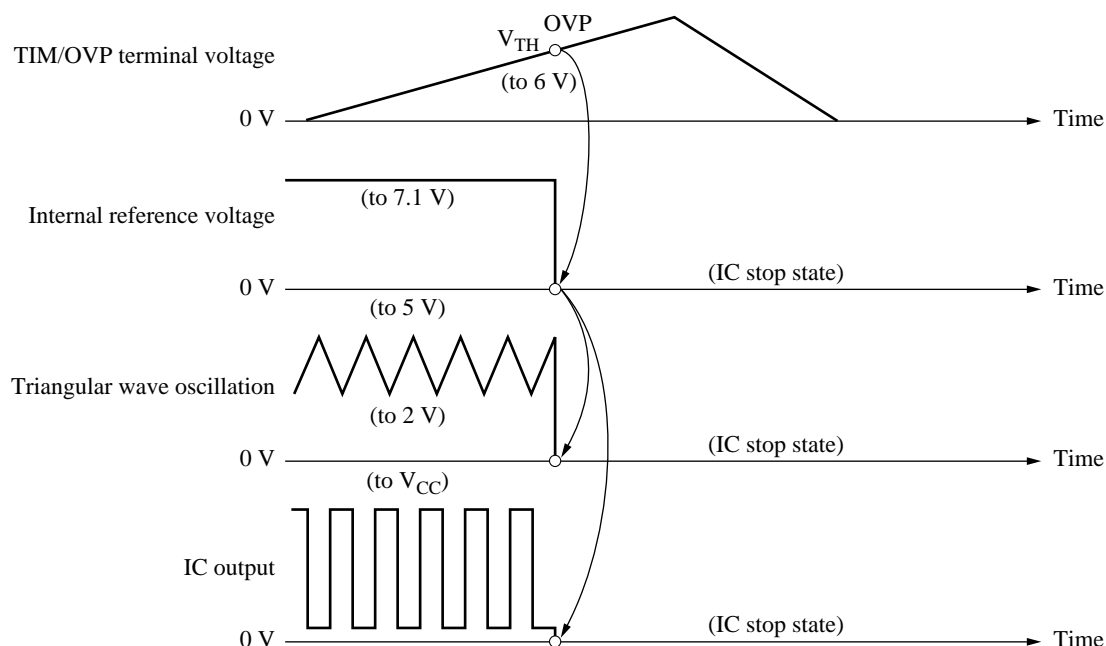 OVP
V_TH
TIM/OVP terminal voltage
(to 6 V)
0 V
Time
(to 7.1 V)
Internal reference voltage
(IC stop state)
0 V
Time
(to 5 V)
Triangular wave oscillation
(to 2 V)
(IC stop state)
0 V
Time
(to V_CC)
IC output
(IC stop state)
0 V
Time